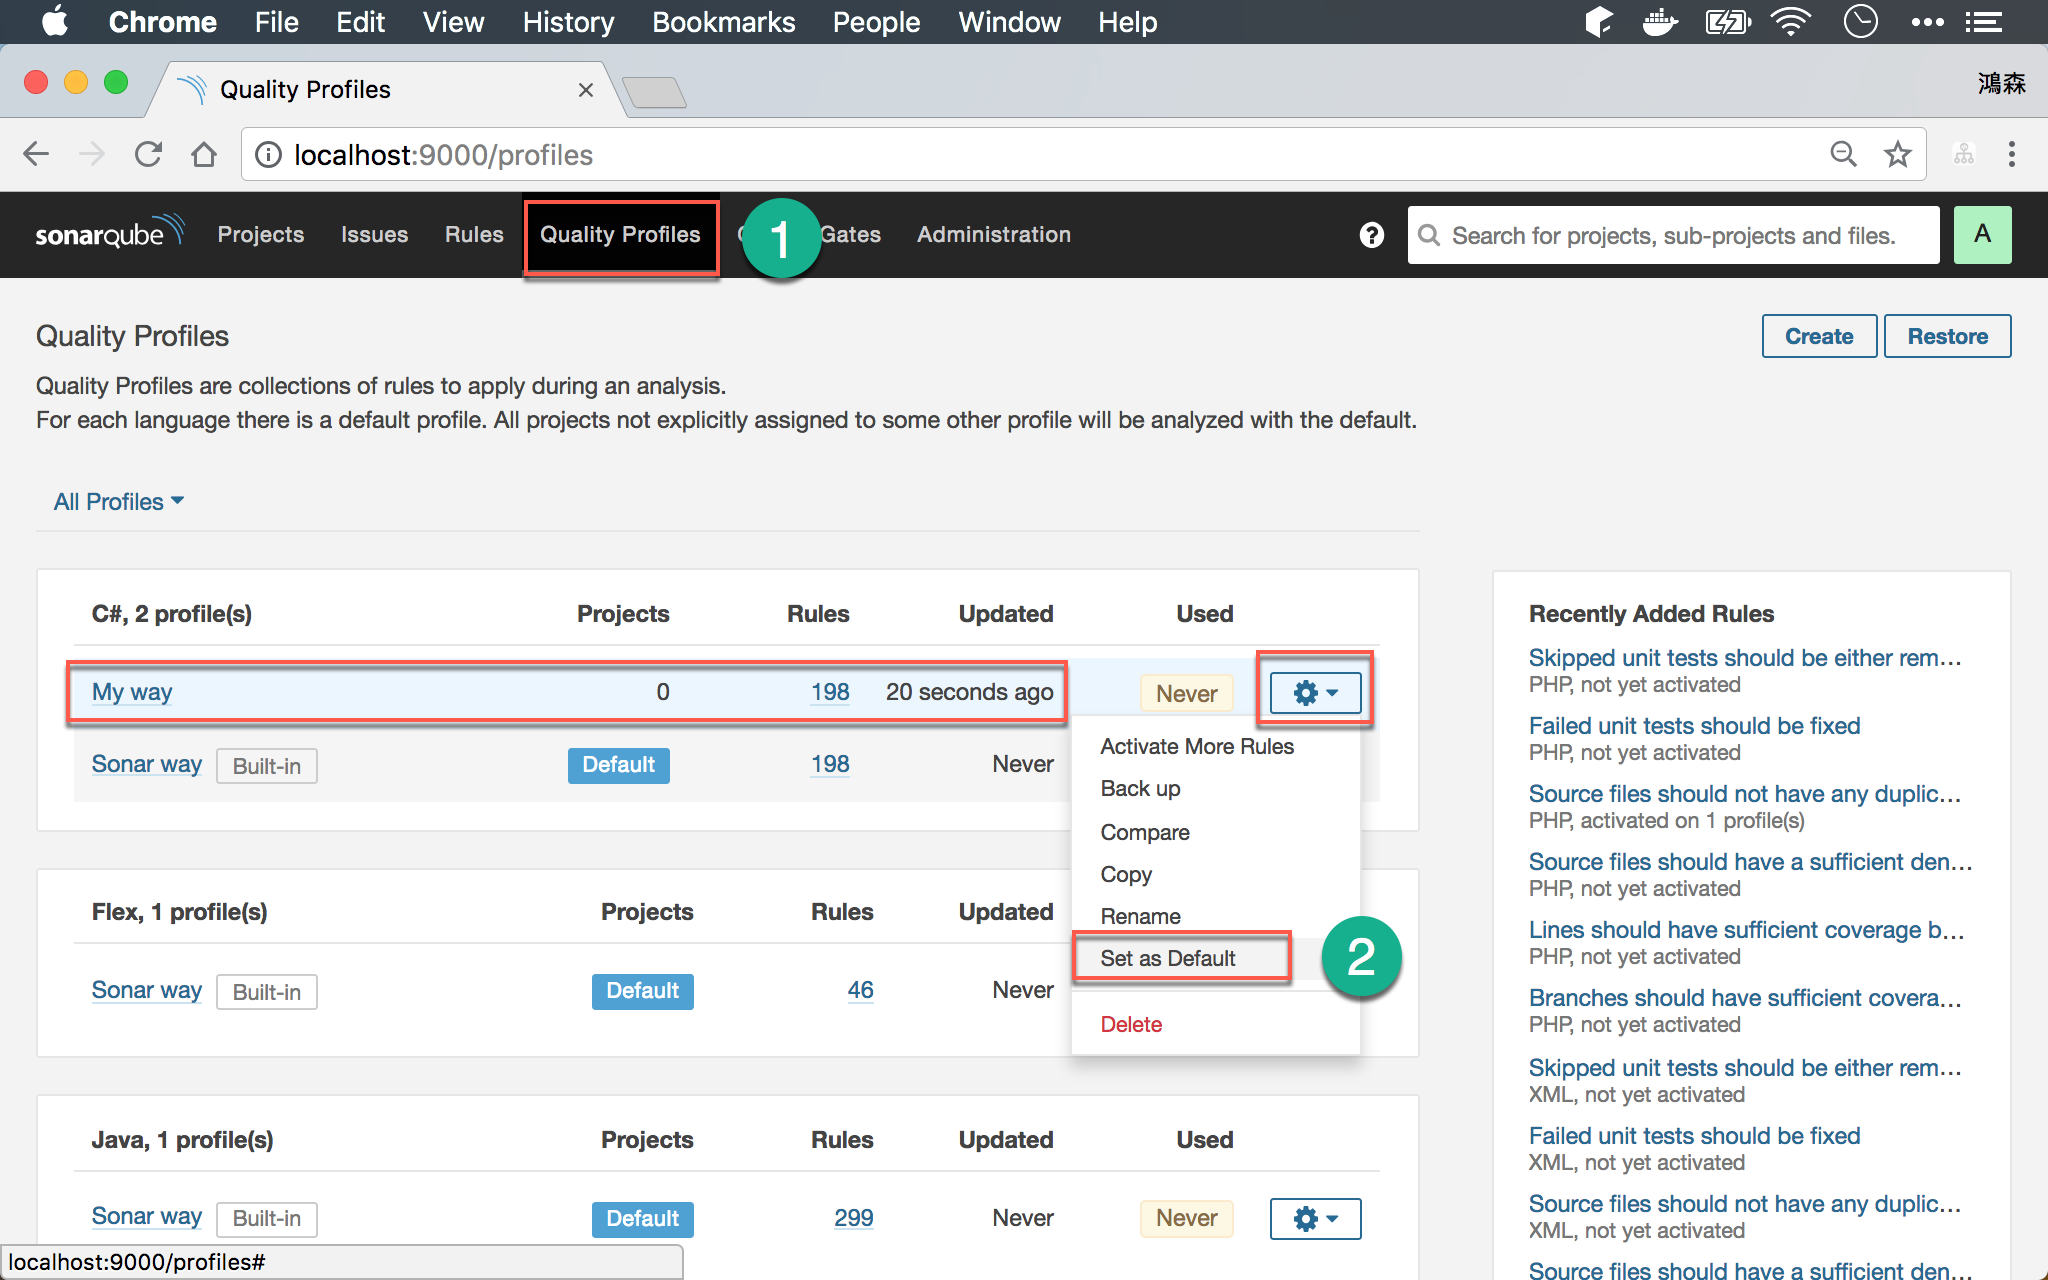 Chrome File Edit View History Bookmarks People Window Help
Quality Profiles
鴻森
localhost:9000/profiles
sonarqube Projects Issues Rules Quality Profiles 1 Gates Administration ? Search for projects, sub-projects and files. A
Quality Profiles
Create Restore
Quality Profiles are collections of rules to apply during an analysis.
For each language there is a default profile. All projects not explicitly assigned to some other profile will be analyzed with the default.
All Profiles
C#, 2 profile(s) Projects Rules Updated Used
My way 0 198 20 seconds ago Never
Sonar way Built-in Default 198 Never
Activate More Rules
Back up
Compare
Copy
Rename
Set as Default 2
Delete
Flex, 1 profile(s) Projects Rules Updated
Sonar way Built-in Default 46 Never
Java, 1 profile(s) Projects Rules Updated Used
Sonar way Built-in Default 299 Never Never
Recently Added Rules
Skipped unit tests should be either rem...
PHP, not yet activated
Failed unit tests should be fixed
PHP, not yet activated
Source files should not have any duplic...
PHP, activated on 1 profile(s)
Source files should have a sufficient den...
PHP, not yet activated
Lines should have sufficient coverage b...
PHP, not yet activated
Branches should have sufficient covera...
PHP, not yet activated
Skipped unit tests should be either rem...
XML, not yet activated
Failed unit tests should be fixed
XML, not yet activated
Source files should not have any duplic...
XML, not yet activated
Source files should have a sufficient den...
localhost:9000/profiles#